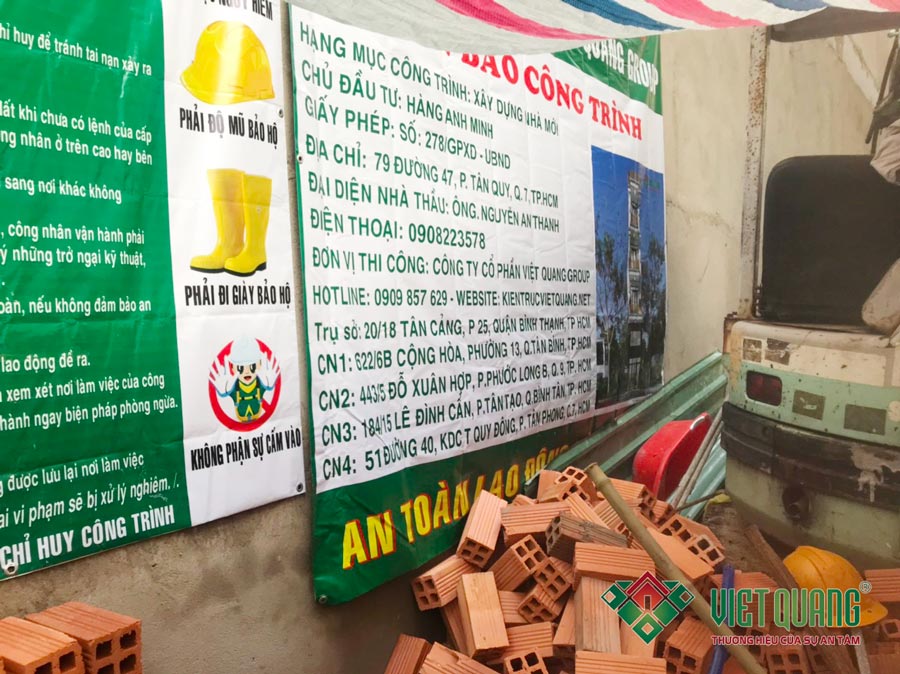 NGUY HIỂM
hỉ huy để tránh tai nạn xảy ra
PHẢI ĐỘ MŨ BẢO HỘ
đất khi chưa có lệnh của cấp
ng nhân ở trên cao hay bên
sang nơi khác không
, công nhân vận hành phải
ý những trở ngại kỹ thuật,
PHẢI ĐI GIÀY BẢO HỘ
oàn, nếu không đảm bảo an
lao động đề ra.
xem xét nơi làm việc của công
hành ngay biện pháp phòng ngừa.
KHÔNG PHẬN SỰ CẤM VÀO
g được lưu lại nơi làm việc
ai vi phạm sẽ bị xử lý nghiêm./.
CHỈ HUY CÔNG TRÌNH
QUANG GROUP
BÁO CÔNG TRÌNH
HẠNG MỤC CÔNG TRÌNH: XÂY DỰNG NHÀ MỚI
CHỦ ĐẦU TƯ: HÀNG ANH MINH
GIẤY PHÉP: SỐ: 278/GPXD - UBND
ĐỊA CHỈ: 79 ĐƯỜNG 47, P. TÂN QUY, Q.7, TP.HCM
ĐẠI DIỆN NHÀ THẦU: ÔNG. NGUYỄN AN THANH
ĐIỆN THOẠI: 0908223578
ĐƠN VỊ THI CÔNG: CÔNG TY CỔ PHẦN VIỆT QUANG GROUP
HOTLINE: 0909 857 629 - WEBSITE: KIENTRUCVIETQUANG.NET
Trụ sở: 20/18 TÂN CẢNG, P 25, QUẬN BÌNH THẠNH, TP. HCM
CN1: 622/6B CỘNG HÒA, PHƯỜNG 13, Q.TÂN BÌNH, TP.HCM
CN2: 443/5 ĐỖ XUÂN HỢP, P.PHƯỚC LONG B, Q. 9, TP. HCM
CN3: 184/15 LÊ ĐÌNH CẨN, P.TÂN TẠO, Q.BÌNH TÂN, TP.HCM
CN4: 51 ĐƯỜNG 40, KDC T QUY ĐÔNG, P. TÂN PHONG, Q.7, HCM
AN TOÀN LAO ĐỘNG
VIET QUANG®
THƯƠNG HIỆU CỦA SỰ AN TÂM